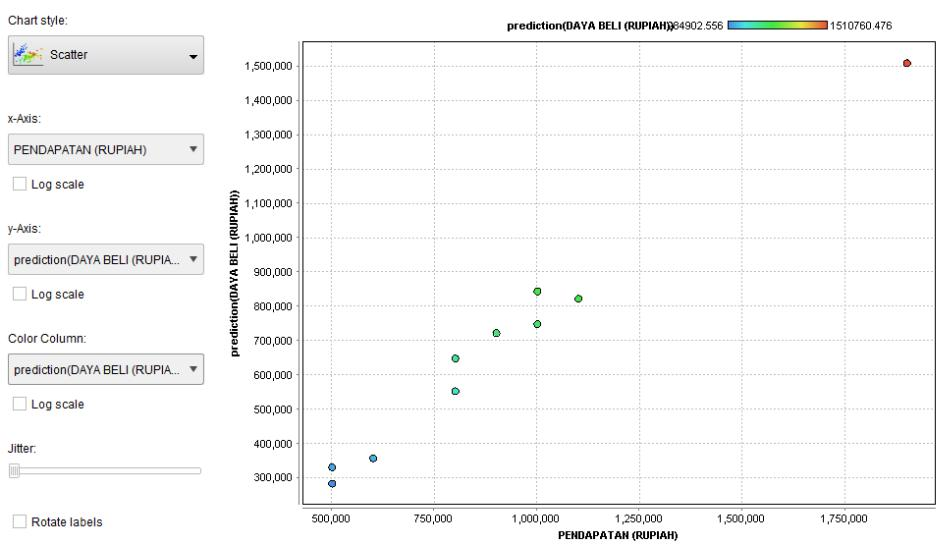 Chart style:
Scatter
x-Axis:
PENDAPATAN (RUPIAH)
Log scale
y-Axis:
prediction(DAYA BELI (RUPIA...
Log scale
Color Column:
prediction(DAYA BELI (RUPIA...
Log scale
Jitter:
Rotate labels
prediction(DAYA BELI (RUPIAH)) 284902.556 1510760.476
prediction(DAYA BELI (RUPIAH))
1,500,000
1,400,000
1,300,000
1,200,000
1,100,000
1,000,000
900,000
800,000
700,000
600,000
500,000
400,000
300,000
500,000 750,000 1,000,000 1,250,000 1,500,000 1,750,000
PENDAPATAN (RUPIAH)